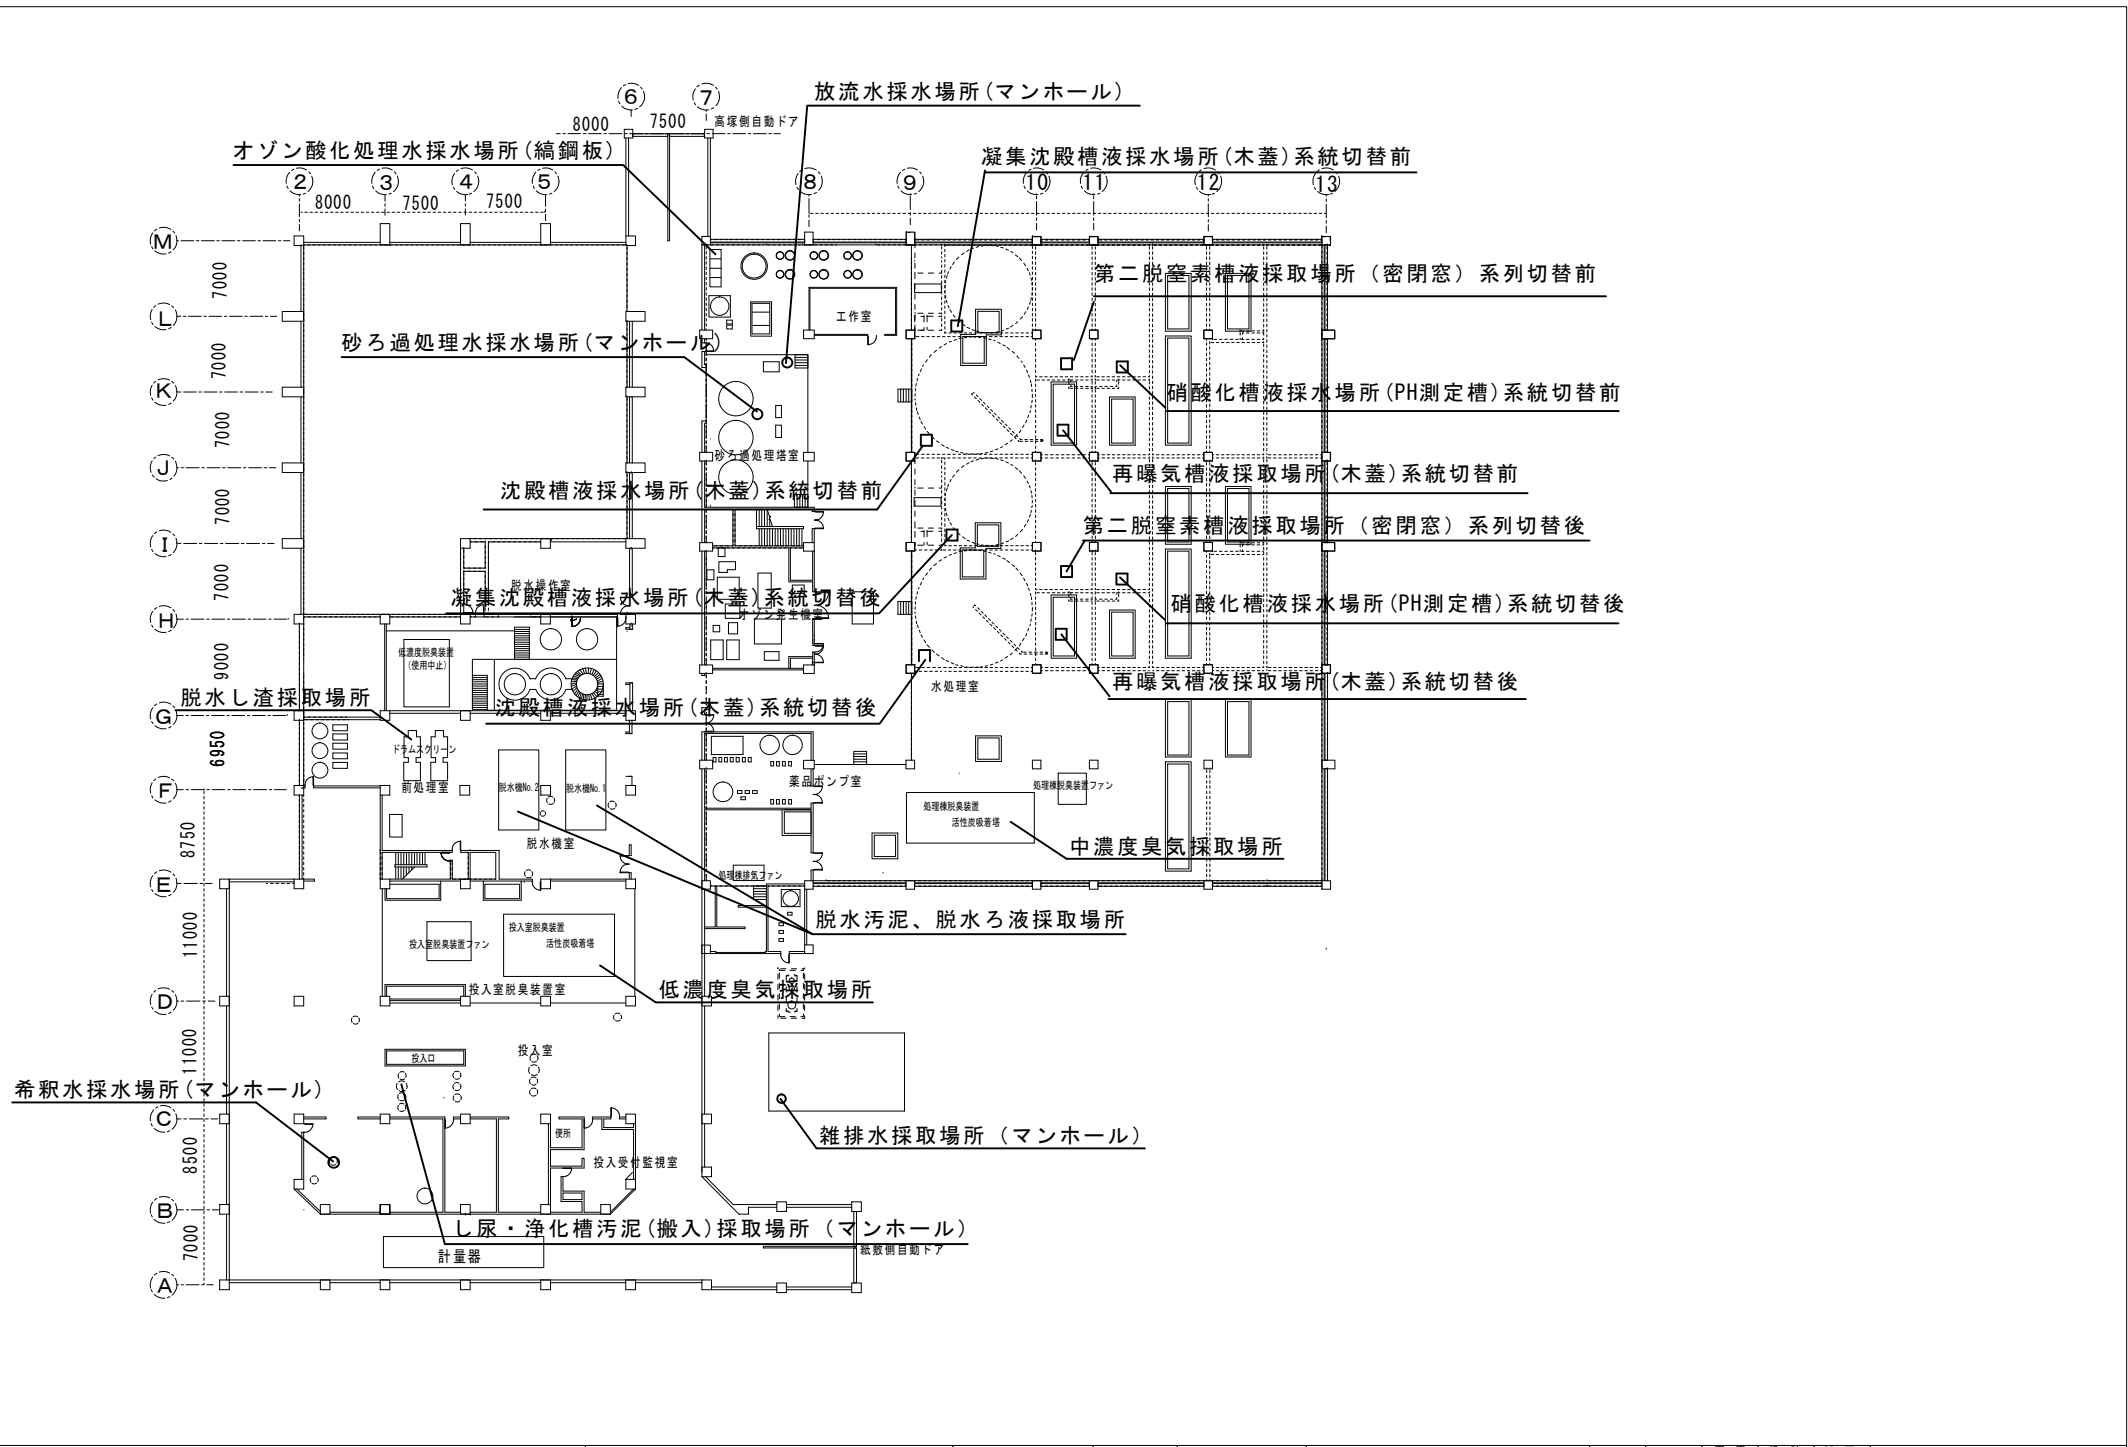 放流水採水場所(マンホール)
6
7
8000
7500
高塚側自動ドア
オゾン酸化処理水採水場所(縞鋼板)
凝集沈殿槽液採水場所(木蓋)系統切替前
2
3
4
5
8
9
10
11
12
13
8000
7500
7500
M
7000
第二脱窒素槽液採取場所（密閉窓）系列切替前
L
工作室
砂ろ過処理水採水場所(マンホール)
7000
K
硝酸化槽液採水場所(PH測定槽)系統切替前
7000
砂ろ過処理塔室
J
再曝気槽液採取場所(木蓋)系統切替前
沈殿槽液採水場所(木蓋)系統切替前
7000
第二脱窒素槽液採取場所（密閉窓）系列切替後
I
7000
脱水操作室
凝集沈殿槽液採水場所(木蓋)系統切替後
硝酸化槽液採水場所(PH測定槽)系統切替後
オゾン発生機室
H
9000
低濃度脱臭装置
(使用中止)
水処理室
再曝気槽液採取場所(木蓋)系統切替後
脱水し渣採取場所
沈殿槽液採水場所(木蓋)系統切替後
G
6950
ドラムスクリーン
前処理室
脱水機No.2
脱水機No.1
薬品ポンプ室
処理棟脱臭装置ファン
F
処理棟脱臭装置
活性炭吸着塔
8750
脱水機室
中濃度臭気採取場所
処理棟排気ファン
E
11000
投入室脱臭装置
投入室脱臭装置ファン
活性炭吸着塔
脱水汚泥、脱水ろ液採取場所
投入室脱臭装置室
低濃度臭気採取場所
D
11000
投入口
投入室
希釈水採水場所(マンホール)
C
便所
雑排水採取場所（マンホール）
8500
投入受付監視室
B
し尿・浄化槽汚泥(搬入)採取場所（マンホール）
7000
計量器
紙敷側自動ドア
A